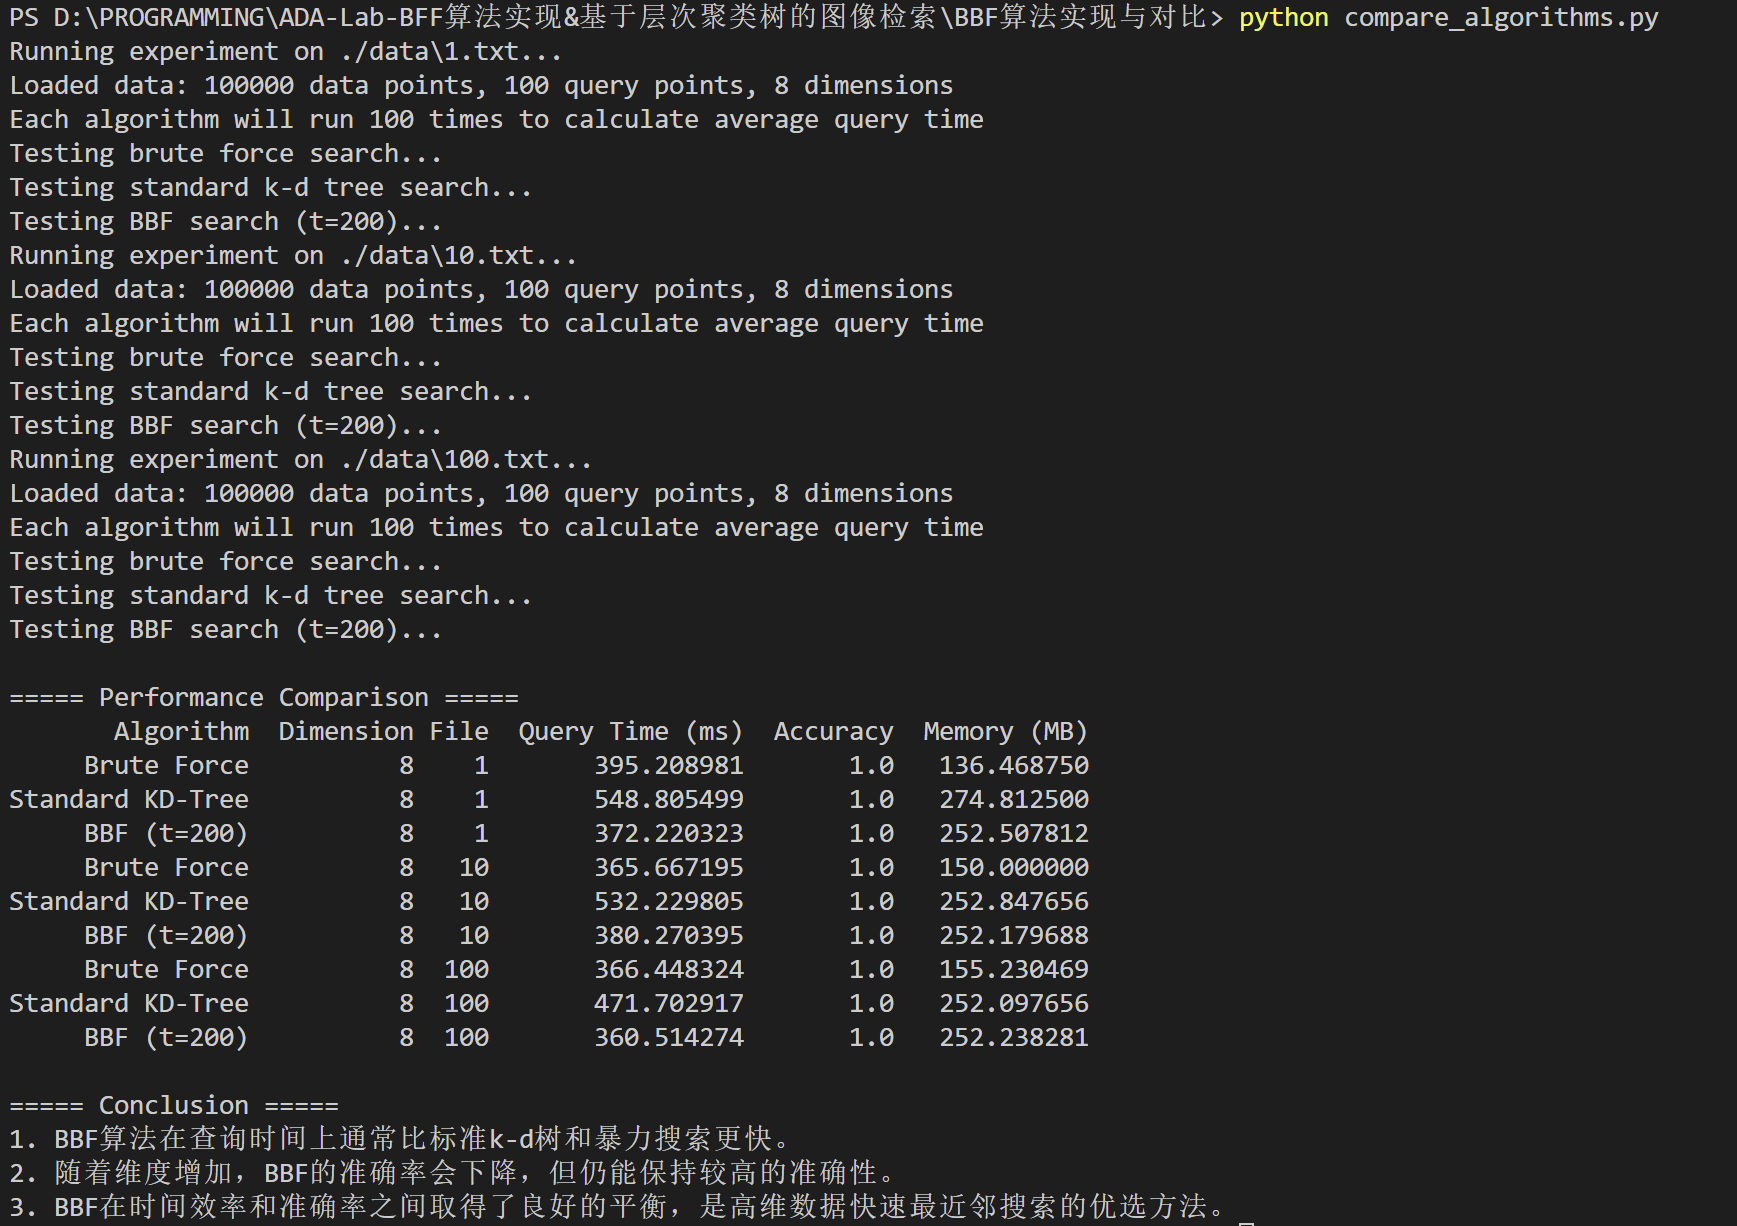 PS D:\PROGRAMMING\ADA-Lab-BFF算法实现&基于层次聚类树的图像检索\BBF算法实现与对比> python compare_algorithms.py
Running experiment on ./data\1.txt...
Loaded data: 100000 data points, 100 query points, 8 dimensions
Each algorithm will run 100 times to calculate average query time
Testing brute force search...
Testing standard k-d tree search...
Testing BBF search (t=200)...
Running experiment on ./data\10.txt...
Loaded data: 100000 data points, 100 query points, 8 dimensions
Each algorithm will run 100 times to calculate average query time
Testing brute force search...
Testing standard k-d tree search...
Testing BBF search (t=200)...
Running experiment on ./data\100.txt...
Loaded data: 100000 data points, 100 query points, 8 dimensions
Each algorithm will run 100 times to calculate average query time
Testing brute force search...
Testing standard k-d tree search...
Testing BBF search (t=200)...
===== Performance Comparison =====
Algorithm Dimension File Query Time (ms) Accuracy Memory (MB)
Brute Force 8 1 395.208981 1.0 136.468750
Standard KD-Tree 8 1 548.805499 1.0 274.812500
BBF (t=200) 8 1 372.220323 1.0 252.507812
Brute Force 8 10 365.667195 1.0 150.000000
Standard KD-Tree 8 10 532.229805 1.0 252.847656
BBF (t=200) 8 10 380.270395 1.0 252.179688
Brute Force 8 100 366.448324 1.0 155.230469
Standard KD-Tree 8 100 471.702917 1.0 252.097656
BBF (t=200) 8 100 360.514274 1.0 252.238281
===== Conclusion =====
1. BBF算法在查询时间上通常比标准k-d树和暴力搜索更快。
2. 随着维度增加，BBF的准确率会下降，但仍能保持较高的准确性。
3. BBF在时间效率和准确率之间取得了良好的平衡，是高维数据快速最近邻搜索的优选方法。